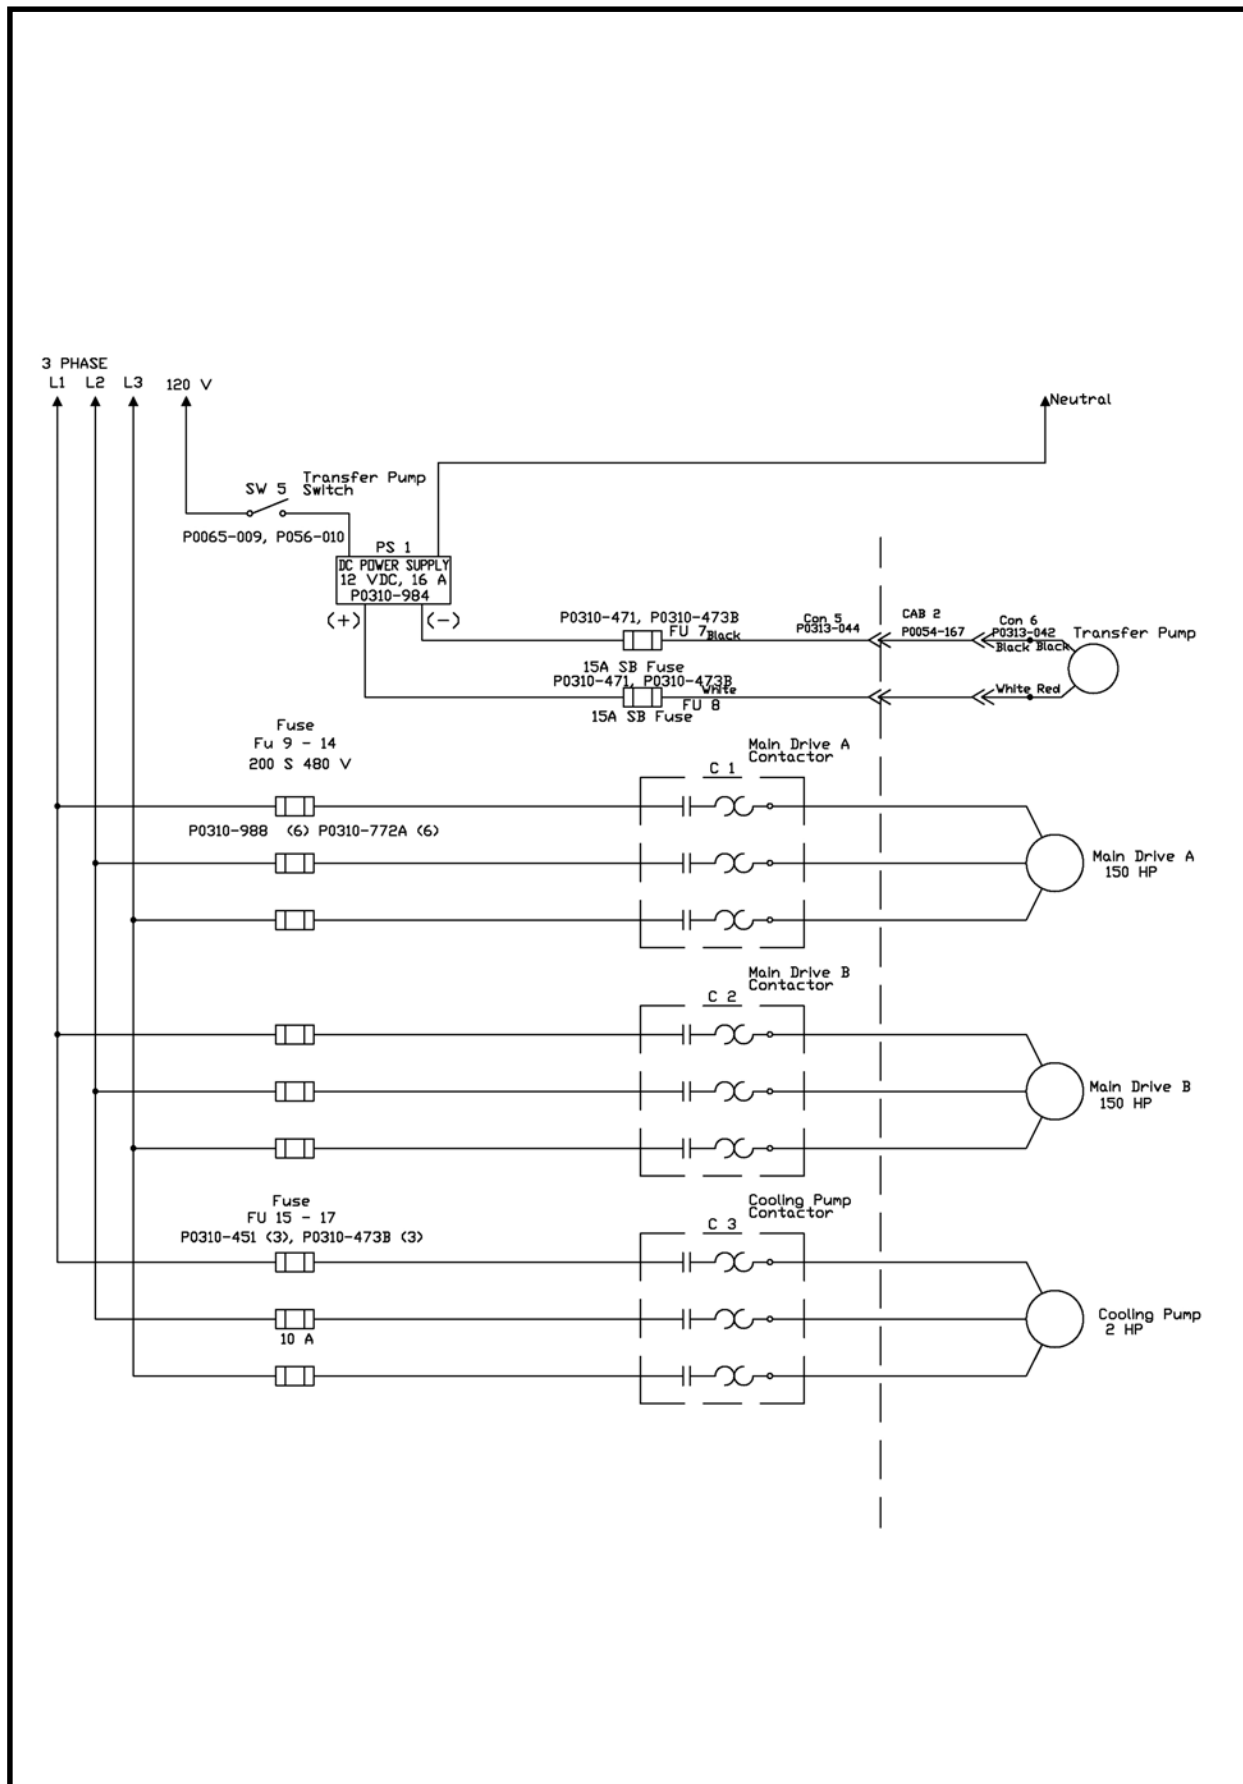 3 PHASE
L1 L2 L3 120 V
Neutral
SW 5 Transfer Pump
Switch
P0065-009, P056-010
PS 1
DC POWER SUPPLY
12 VDC, 16 A
P0310-984
(+) (-)
P0310-471, P0310-473B
FU 7 Black
Con 5
P0313-044
CAB 2
P0054-167
Con 6
P0313-042
Black Black
Transfer Pump
15A SB Fuse
P0310-471, P0310-473B
White
FU 8
15A SB Fuse
White Red
Fuse
Fu 9 - 14
200 S 480 V
P0310-988 (6) P0310-772A (6)
Main Drive A
Contactor
C 1
Main Drive A
150 HP
Main Drive B
Contactor
C 2
Main Drive B
150 HP
Fuse
FU 15 - 17
P0310-451 (3), P0310-473B (3)
10 A
Cooling Pump
Contactor
C 3
Cooling Pump
2 HP